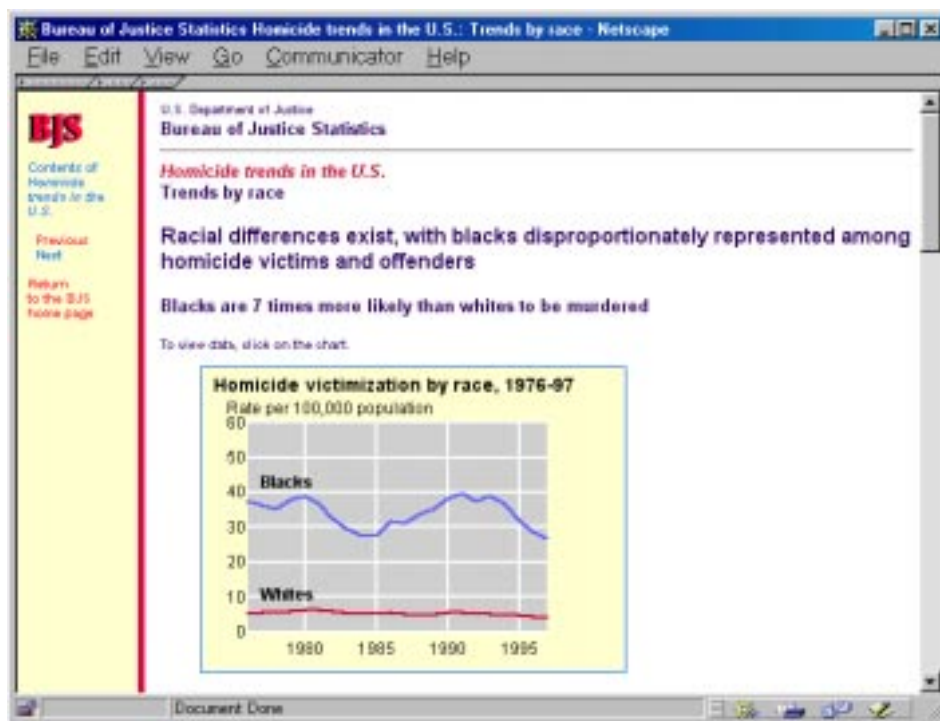 Bureau of Justice Statistics Homicide trends in the U.S.: Trends by race - Netscape
File Edit View Go Communicator Help
BJS
Contents of
Homicide
trends in the
U.S.
Previous
Next
Return
to the BJS
home page
U.S. Department of Justice
Bureau of Justice Statistics
Homicide trends in the U.S.
Trends by race
Racial differences exist, with blacks disproportionately represented among
homicide victims and offenders
Blacks are 7 times more likely than whites to be murdered
To view data, click on the chart.
Homicide victimization by race, 1976-97
Rate per 100,000 population
60
50
Blacks
40
30
20
10
Whites
0
1980 1985 1990 1995
Document Done